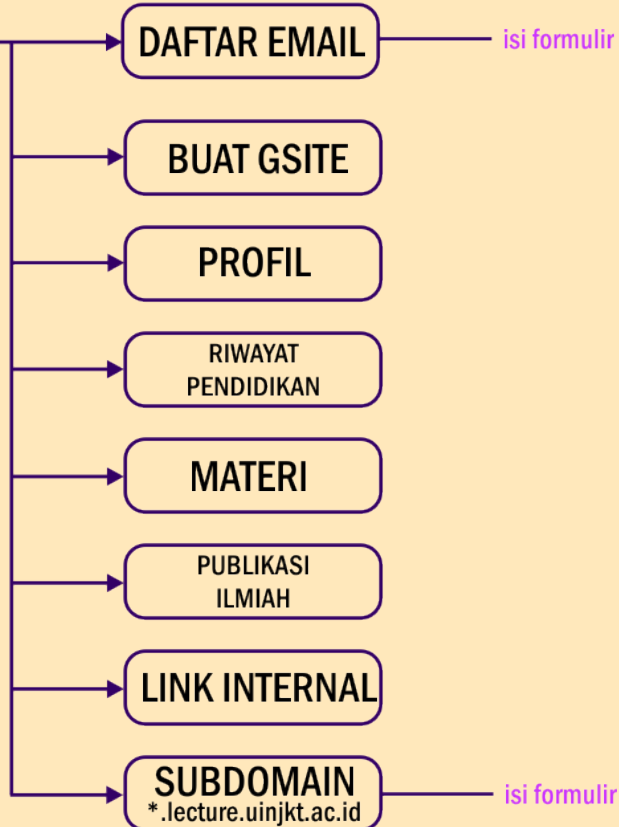 DAFTAR EMAIL
isi formulir
BUAT GSITE
PROFIL
RIWAYAT
PENDIDIKAN
MATERI
PUBLIKASI
ILMIAH
LINK INTERNAL
SUBDOMAIN
*.lecture.uinjkt.ac.id
isi formulir